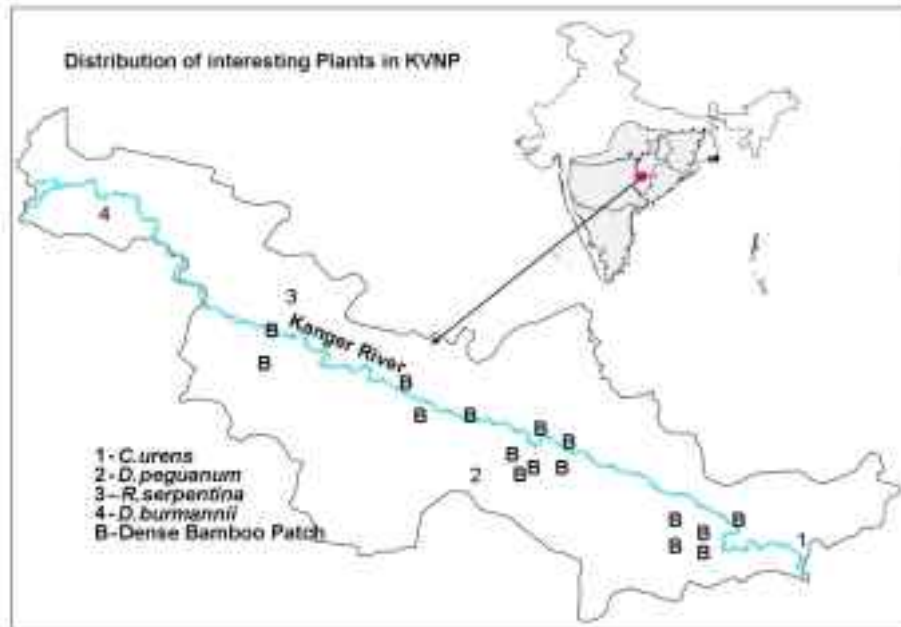 Distribution of interesting Plants in KVNP
4
3
Kanger River
B
B
B
B
B
B
B
B
B
B
B
2
1-C.urens
2-D.peguanum
3-R.serpentina
4-D.burmannii
B-Dense Bamboo Patch
B
B
B
B
B
1